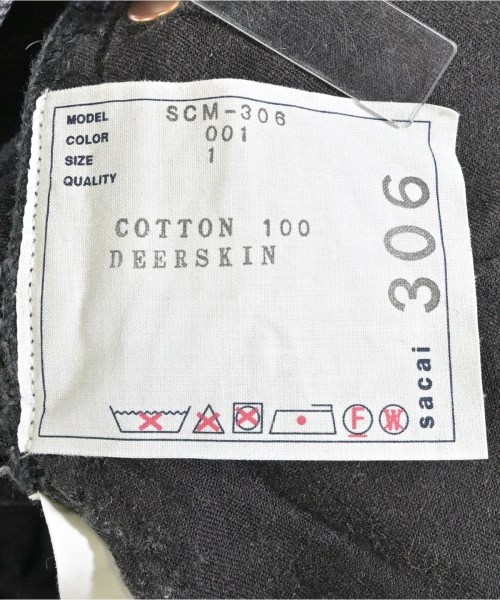 MODEL SCM-306
COLOR 001
SIZE 1
QUALITY
COTTON 100
DEERSKIN
sacai 306
F W